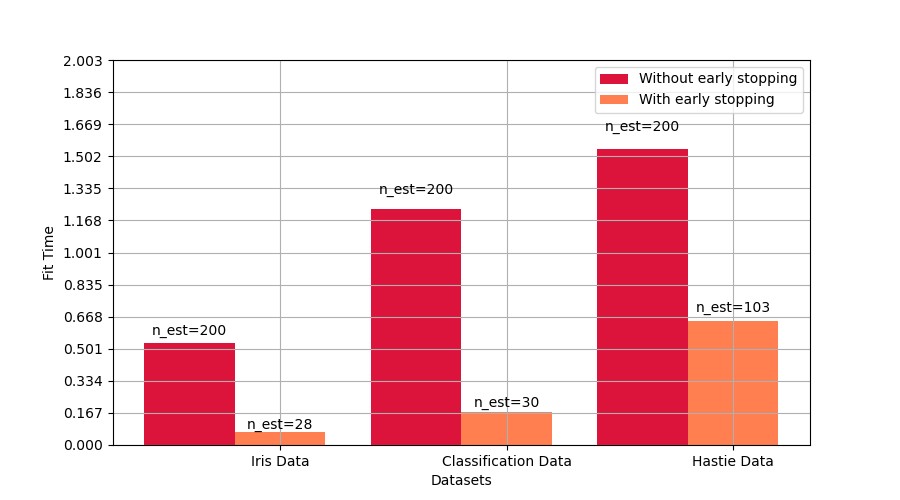 2.003
1.836
1.669
1.502
1.335
1.168
1.001
0.835
0.668
0.501
0.334
0.167
0.000
Fit Time
Without early stopping
With early stopping
n_est=200
n_est=28
n_est=200
n_est=30
n_est=200
n_est=103
Iris Data
Classification Data
Hastie Data
Datasets